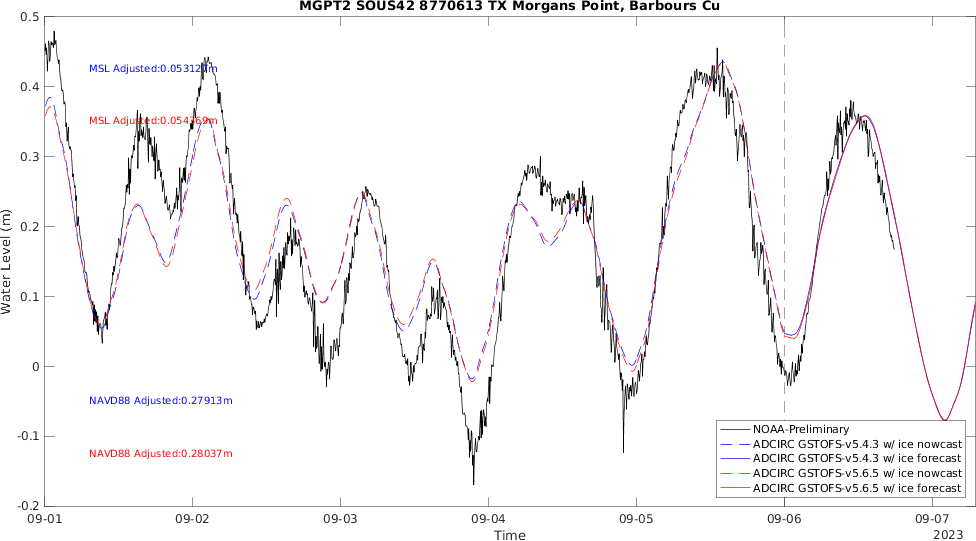 MGPT2 SOUS42 8770613 TX Morgans Point, Barbours Cu
0.5
0.4
0.3
0.2
0.1
0
-0.1
-0.2
Water Level (m)
MSL Adjusted:0.053127m
MSL Adjusted:0.054369m
NAVD88 Adjusted:0.27913m
NAVD88 Adjusted:0.28037m
NOAA-Preliminary
ADCIRC GSTOFS-v5.4.3 w/ ice nowcast
ADCIRC GSTOFS-v5.4.3 w/ ice forecast
ADCIRC GSTOFS-v5.6.5 w/ ice nowcast
ADCIRC GSTOFS-v5.6.5 w/ ice forecast
09-01 09-02 09-03 09-04 09-05 09-06 09-07
Time
2023